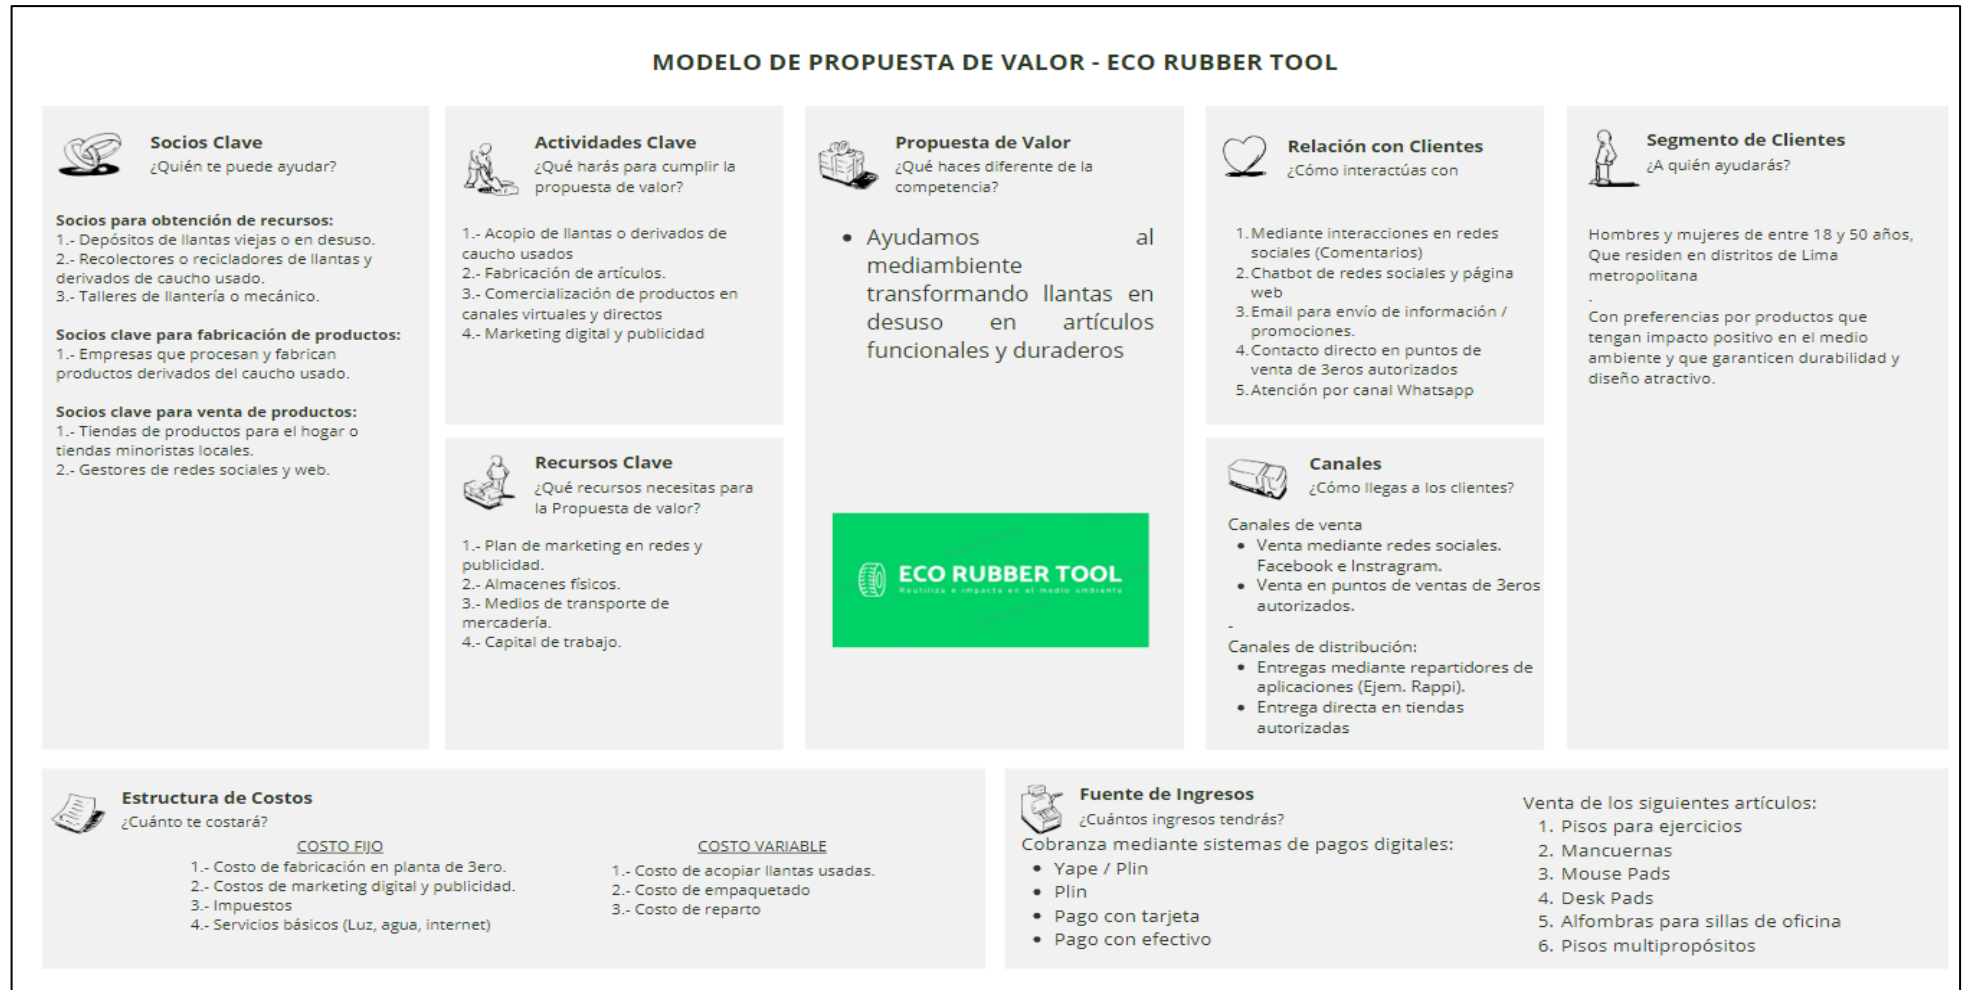 MODELO DE PROPUESTA DE VALOR - ECO RUBBER TOOL
Socios Clave
¿Quién te puede ayudar?
Socios para obtención de recursos:
1.- Depósitos de llantas viejas o en desuso.
2.- Recolectores o recicladores de llantas y
derivados de caucho usado.
3.- Talleres de llantería o mecánico.
Socios clave para fabricación de productos:
1.- Empresas que procesan y fabrican
productos derivados del caucho usado.
Socios clave para venta de productos:
1.- Tiendas de productos para el hogar o
tiendas minoristas locales.
2.- Gestores de redes sociales y web.
Actividades Clave
¿Qué harás para cumplir la
propuesta de valor?
1.- Acopio de llantas o derivados de
caucho usados
2.- Fabricación de artículos.
3.- Comercialización de productos en
canales virtuales y directos
4.- Marketing digital y publicidad
Recursos Clave
¿Qué recursos necesitas para
la Propuesta de valor?
1.- Plan de marketing en redes y
publicidad.
2.- Almacenes físicos.
3.- Medios de transporte de
mercadería.
4.- Capital de trabajo.
Propuesta de Valor
¿Qué haces diferente de la
competencia?
• Ayudamos al
mediambiente
transformando llantas en
desuso en artículos
funcionales y duraderos
ECO RUBBER TOOL
Reutiliza e impacta en el medio ambiente
Relación con Clientes
¿Cómo interactúas con
1. Mediante interacciones en redes
sociales (Comentarios)
2. Chatbot de redes sociales y página
web
3. Email para envío de información /
promociones.
4. Contacto directo en puntos de
venta de 3eros autorizados
5. Atención por canal Whatsapp
Canales
¿Cómo llegas a los clientes?
Canales de venta
• Venta mediante redes sociales.
Facebook e Instragram.
• Venta en puntos de ventas de 3eros
autorizados.
-
Canales de distribución:
• Entregas mediante repartidores de
aplicaciones (Ejem. Rappi).
• Entrega directa en tiendas
autorizadas
Segmento de Clientes
¿A quién ayudarás?
Hombres y mujeres de entre 18 y 50 años,
Que residen en distritos de Lima
metropolitana
.
Con preferencias por productos que
tengan impacto positivo en el medio
ambiente y que garanticen durabilidad y
diseño atractivo.
Estructura de Costos
¿Cuánto te costará?
COSTO FIJO
1.- Costo de fabricación en planta de 3ero.
2.- Costos de marketing digital y publicidad.
3.- Impuestos
4.- Servicios básicos (Luz, agua, internet)
COSTO VARIABLE
1.- Costo de acopiar llantas usadas.
2.- Costo de empaquetado
3.- Costo de reparto
Fuente de Ingresos
¿Cuántos ingresos tendrás?
Cobranza mediante sistemas de pagos digitales:
• Yape / Plin
• Plin
• Pago con tarjeta
• Pago con efectivo
Venta de los siguientes artículos:
1. Pisos para ejercicios
2. Mancuernas
3. Mouse Pads
4. Desk Pads
5. Alfombras para sillas de oficina
6. Pisos multipropósitos